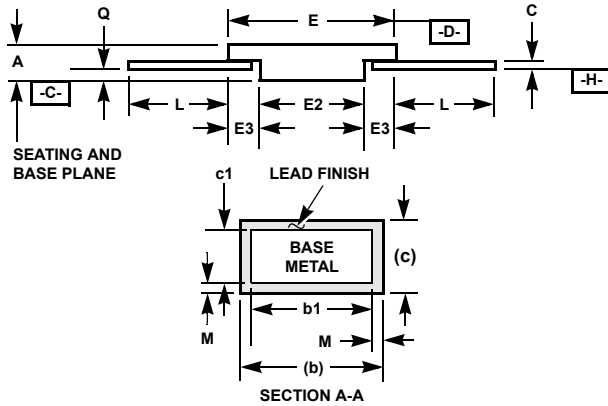 E
-D-
C
Q
A
-C-
-H-
L
E2
L
E3
E3
SEATING AND
BASE PLANE
c1
LEAD FINISH
BASE
METAL
(c)
b1
M
M
(b)
SECTION A-A